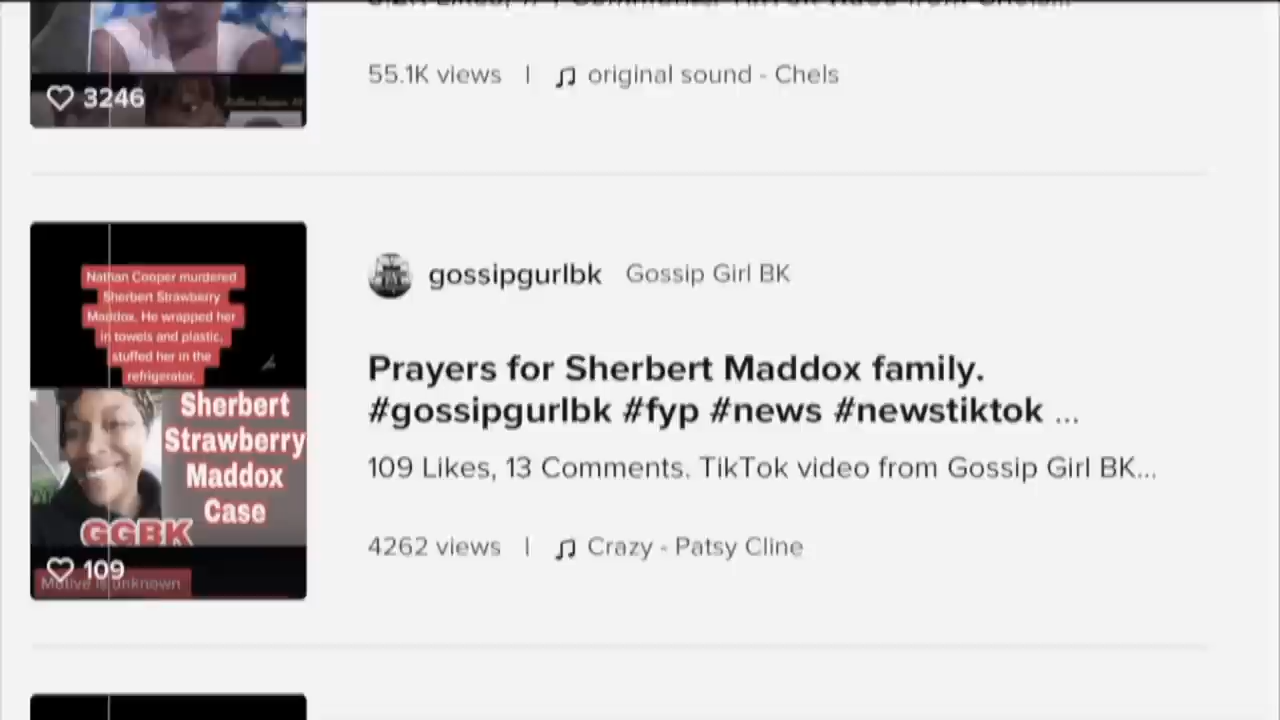 55.1K views | ♫ original sound - Chels
3246
gossipgurlbk Gossip Girl BK
Nathan Cooper murdered
Sherbert Strawberry
Maddox. He wrapped her
in towels and plastic,
stuffed her in the
refrigerator.
Sherbert
Strawberry
Maddox
Case
GGBK
109
Motive is unknown
Prayers for Sherbert Maddox family.
#gossipgurlbk #fyp #news #newstiktok ...
109 Likes, 13 Comments. TikTok video from Gossip Girl BK...
4262 views | ♫ Crazy - Patsy Cline